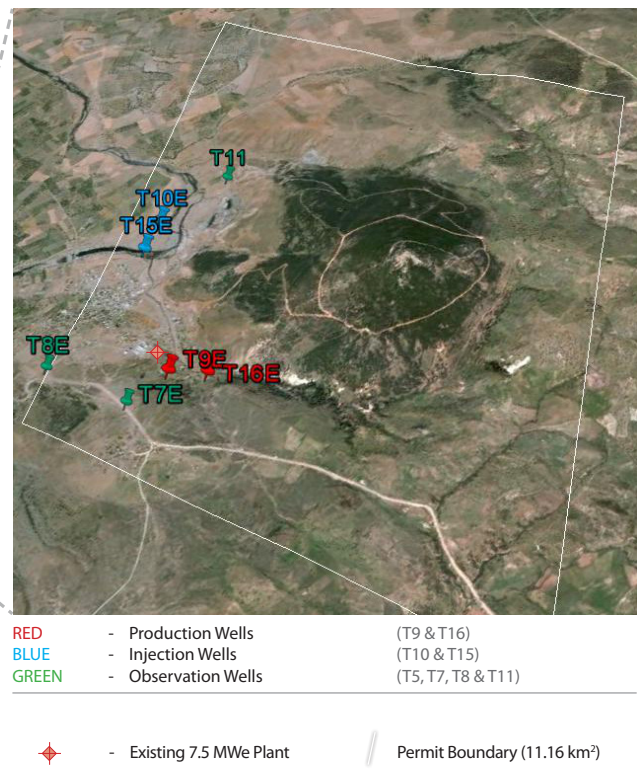 T11
T10E
T15E
T8E
T9E
T16E
T7E
RED - Production Wells (T9 & T16)
BLUE - Injection Wells (T10 & T15)
GREEN - Observation Wells (T5, T7, T8 & T11)
- Existing 7.5 MWe Plant Permit Boundary (11.16 km²)